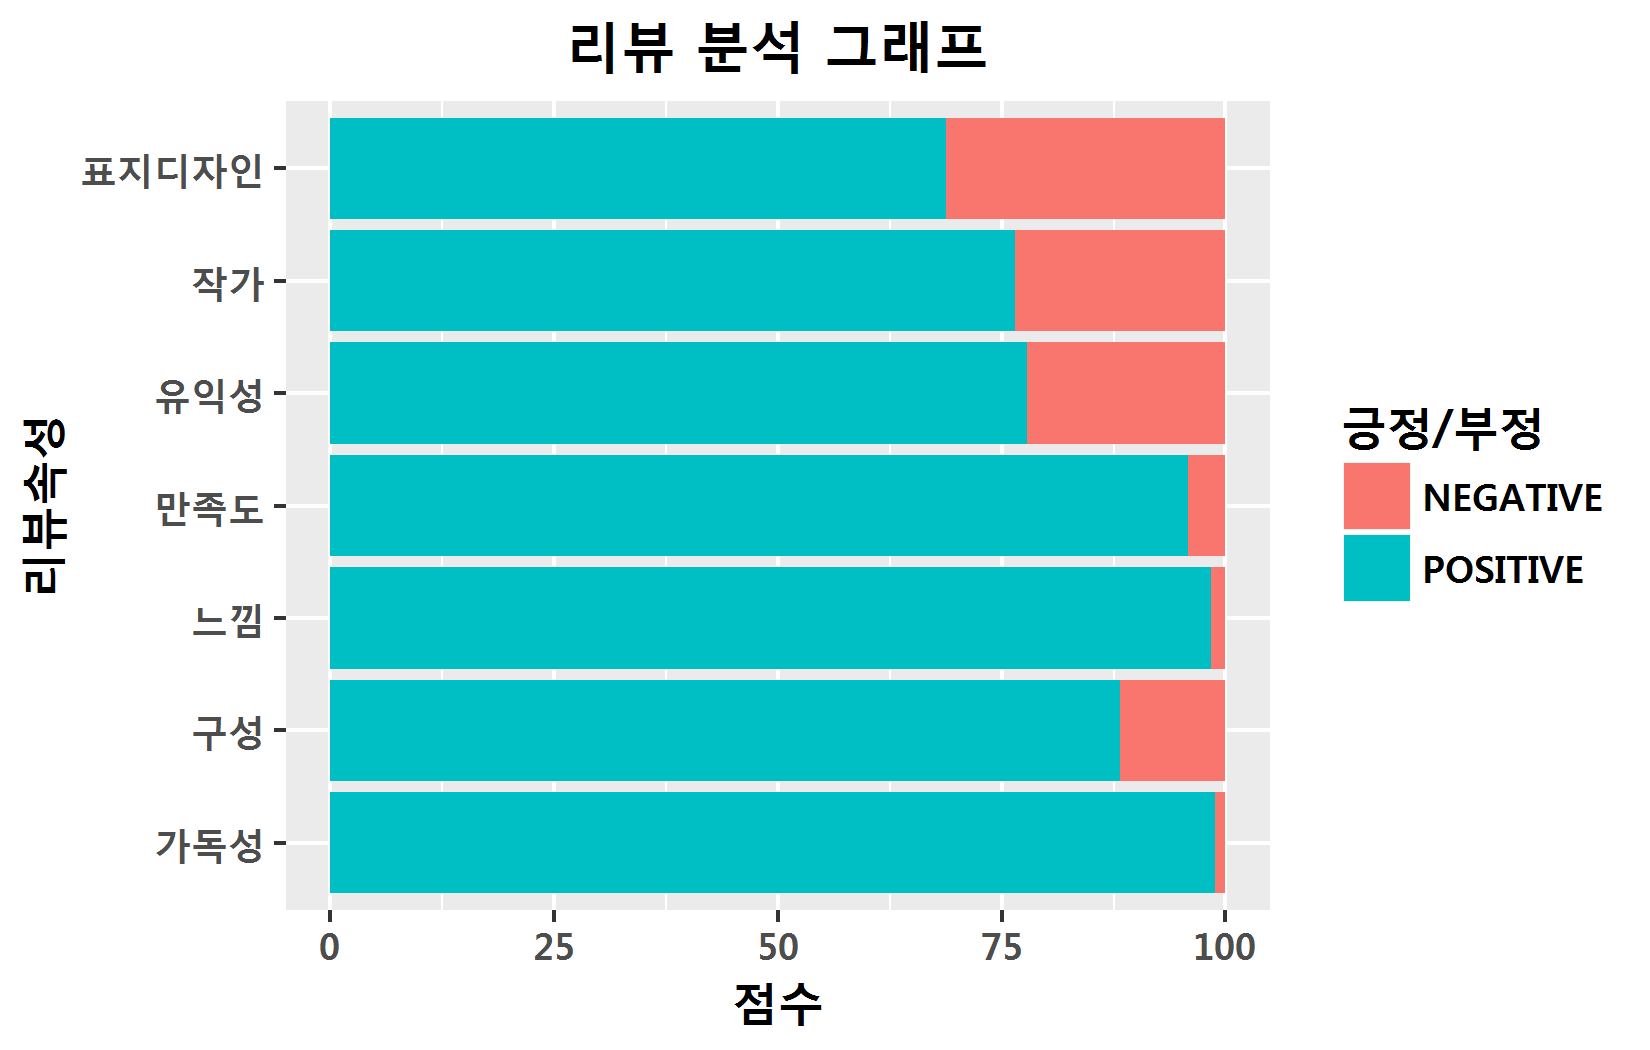 리뷰 분석 그래프
리뷰속성
표지디자인
작가
유익성
만족도
느낌
구성
가독성
0 25 50 75 100
점수
긍정/부정
NEGATIVE
POSITIVE